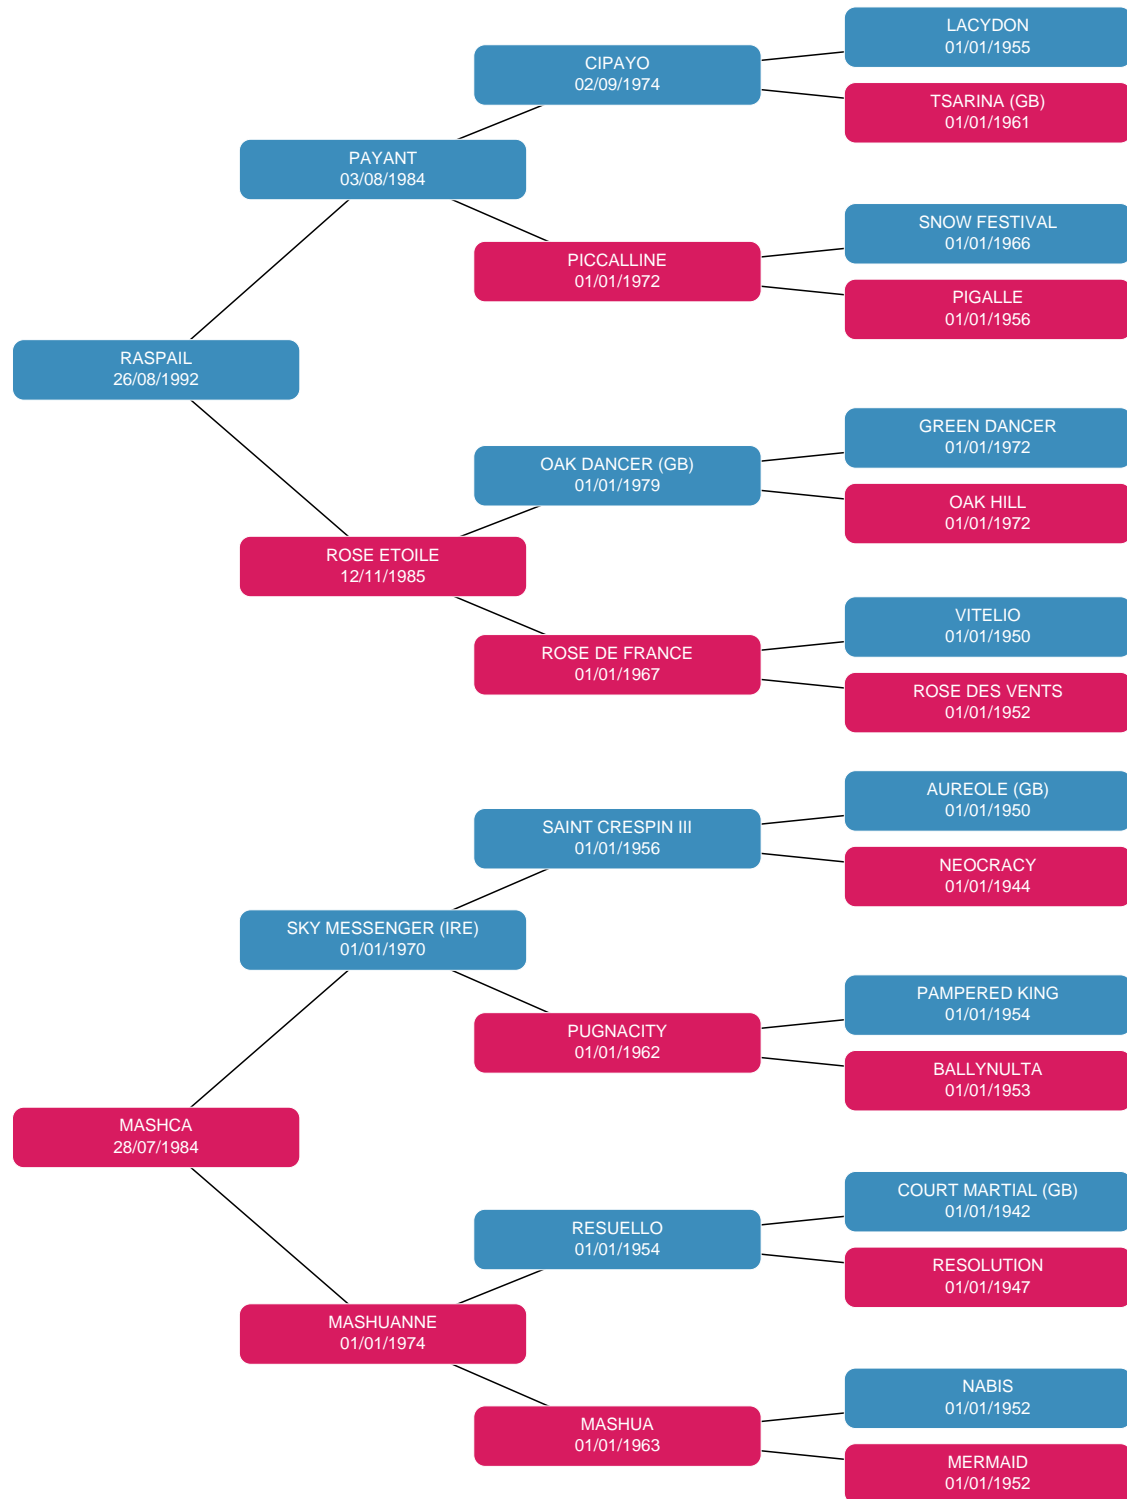 LACYDON
01/01/1955
CIPAYO
02/09/1974
TSARINA (GB)
01/01/1961
PAYANT
03/08/1984
SNOW FESTIVAL
01/01/1966
PICCALLINE
01/01/1972
PIGALLE
01/01/1956
RASPAIL
26/08/1992
GREEN DANCER
01/01/1972
OAK DANCER (GB)
01/01/1979
OAK HILL
01/01/1972
ROSE ETOILE
12/11/1985
VITELIO
01/01/1950
ROSE DE FRANCE
01/01/1967
ROSE DES VENTS
01/01/1952
AUREOLE (GB)
01/01/1950
SAINT CRESPIN III
01/01/1956
NEOCRACY
01/01/1944
SKY MESSENGER (IRE)
01/01/1970
PAMPERED KING
01/01/1954
PUGNACITY
01/01/1962
BALLYNULTA
01/01/1953
MASHCA
28/07/1984
COURT MARTIAL (GB)
01/01/1942
RESUELLO
01/01/1954
RESOLUTION
01/01/1947
MASHUANNE
01/01/1974
NABIS
01/01/1952
MASHUA
01/01/1963
MERMAID
01/01/1952